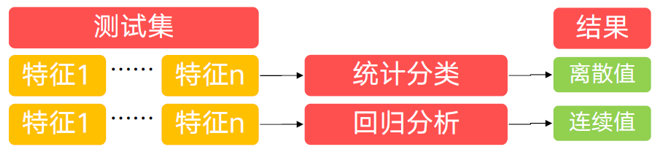 测试集 结果
特征1 ······ 特征n 统计分类 离散值
特征1 ······ 特征n 回归分析 连续值